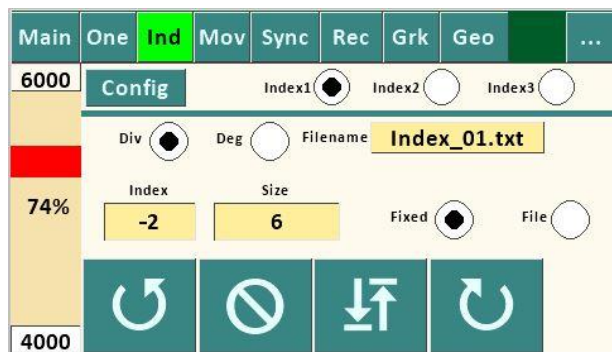 Main One Ind Mov Sync Rec Grk Geo ...
6000 Config Index1 Index2 Index3
Div Deg Filename Index_01.txt
Index Size
74% -2 6 Fixed File
4000